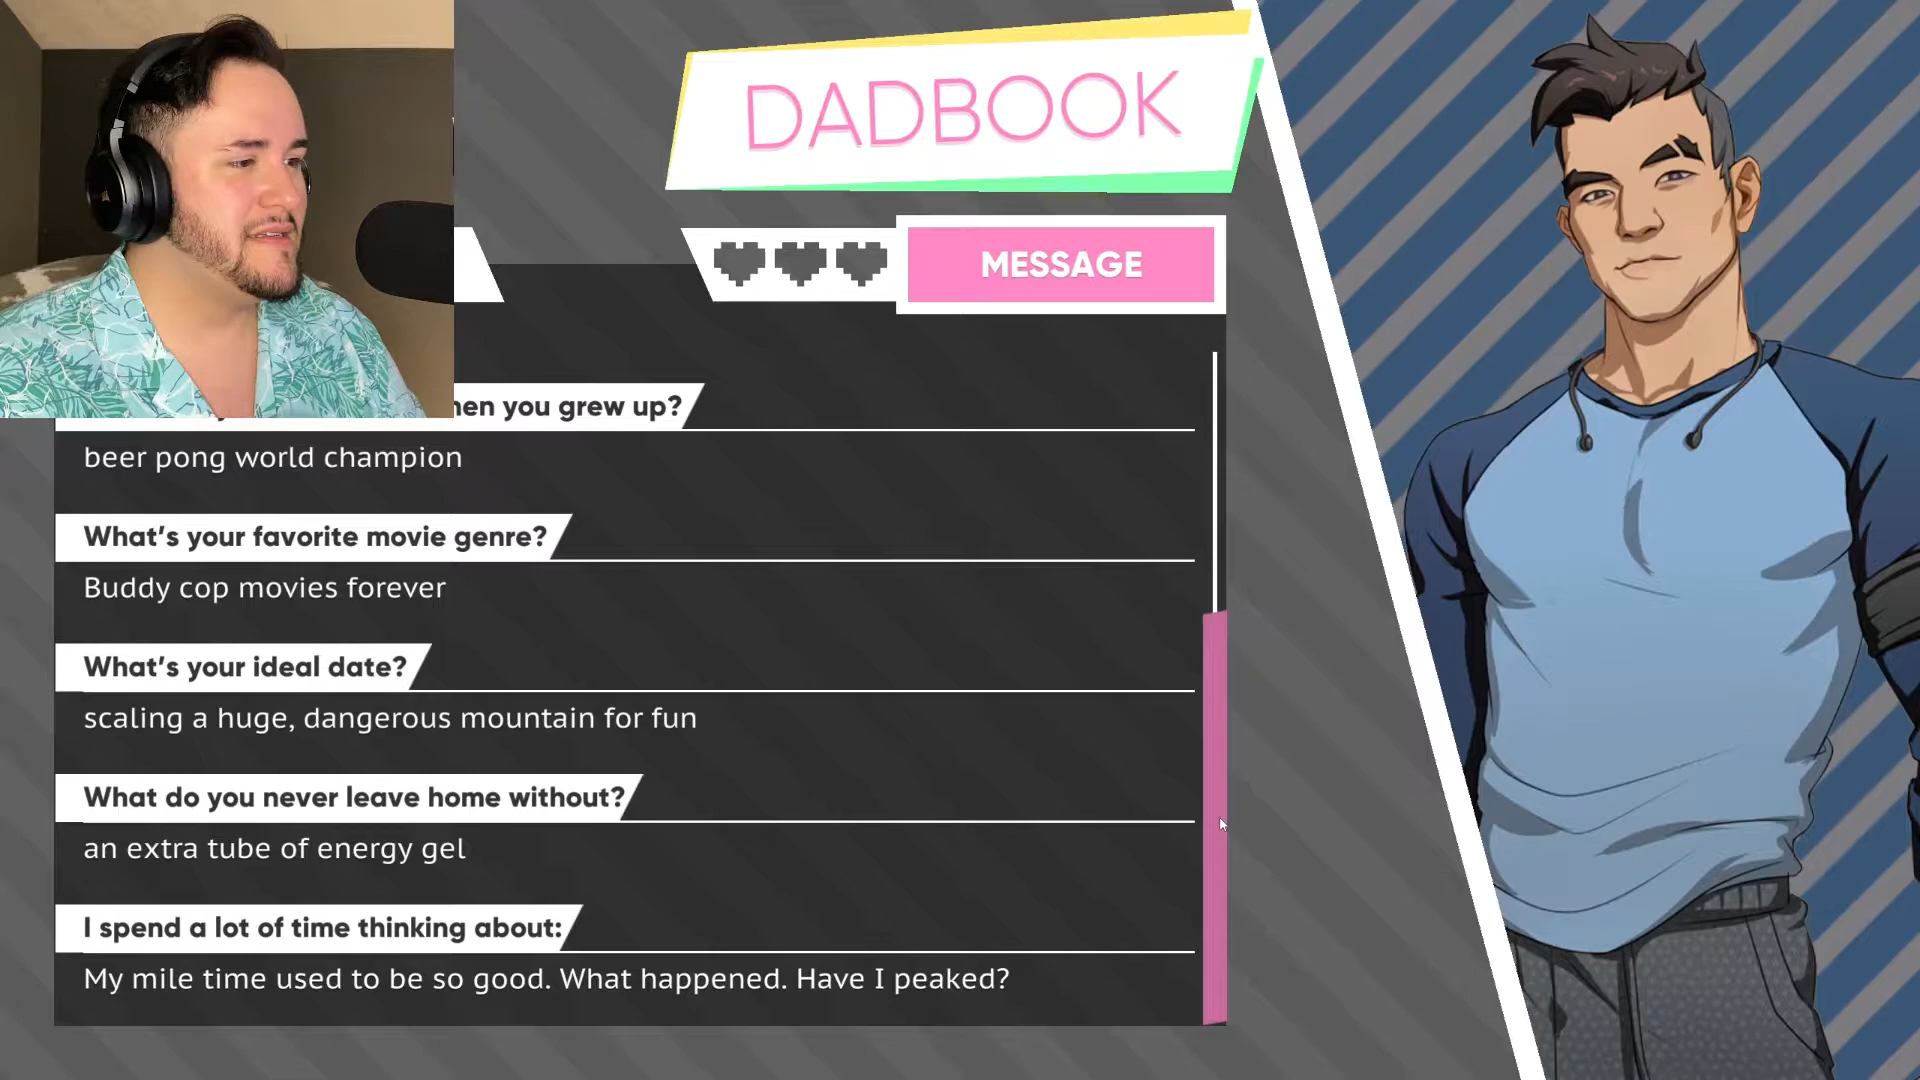 DADBOOK
MESSAGE
you grew up?
beer pong world champion
What's your favorite movie genre?
Buddy cop movies forever
What's your ideal date?
scaling a huge, dangerous mountain for fun
What do you never leave home without?
an extra tube of energy gel
I spend a lot of time thinking about:
My mile time used to be so good. What happened. Have I peaked?